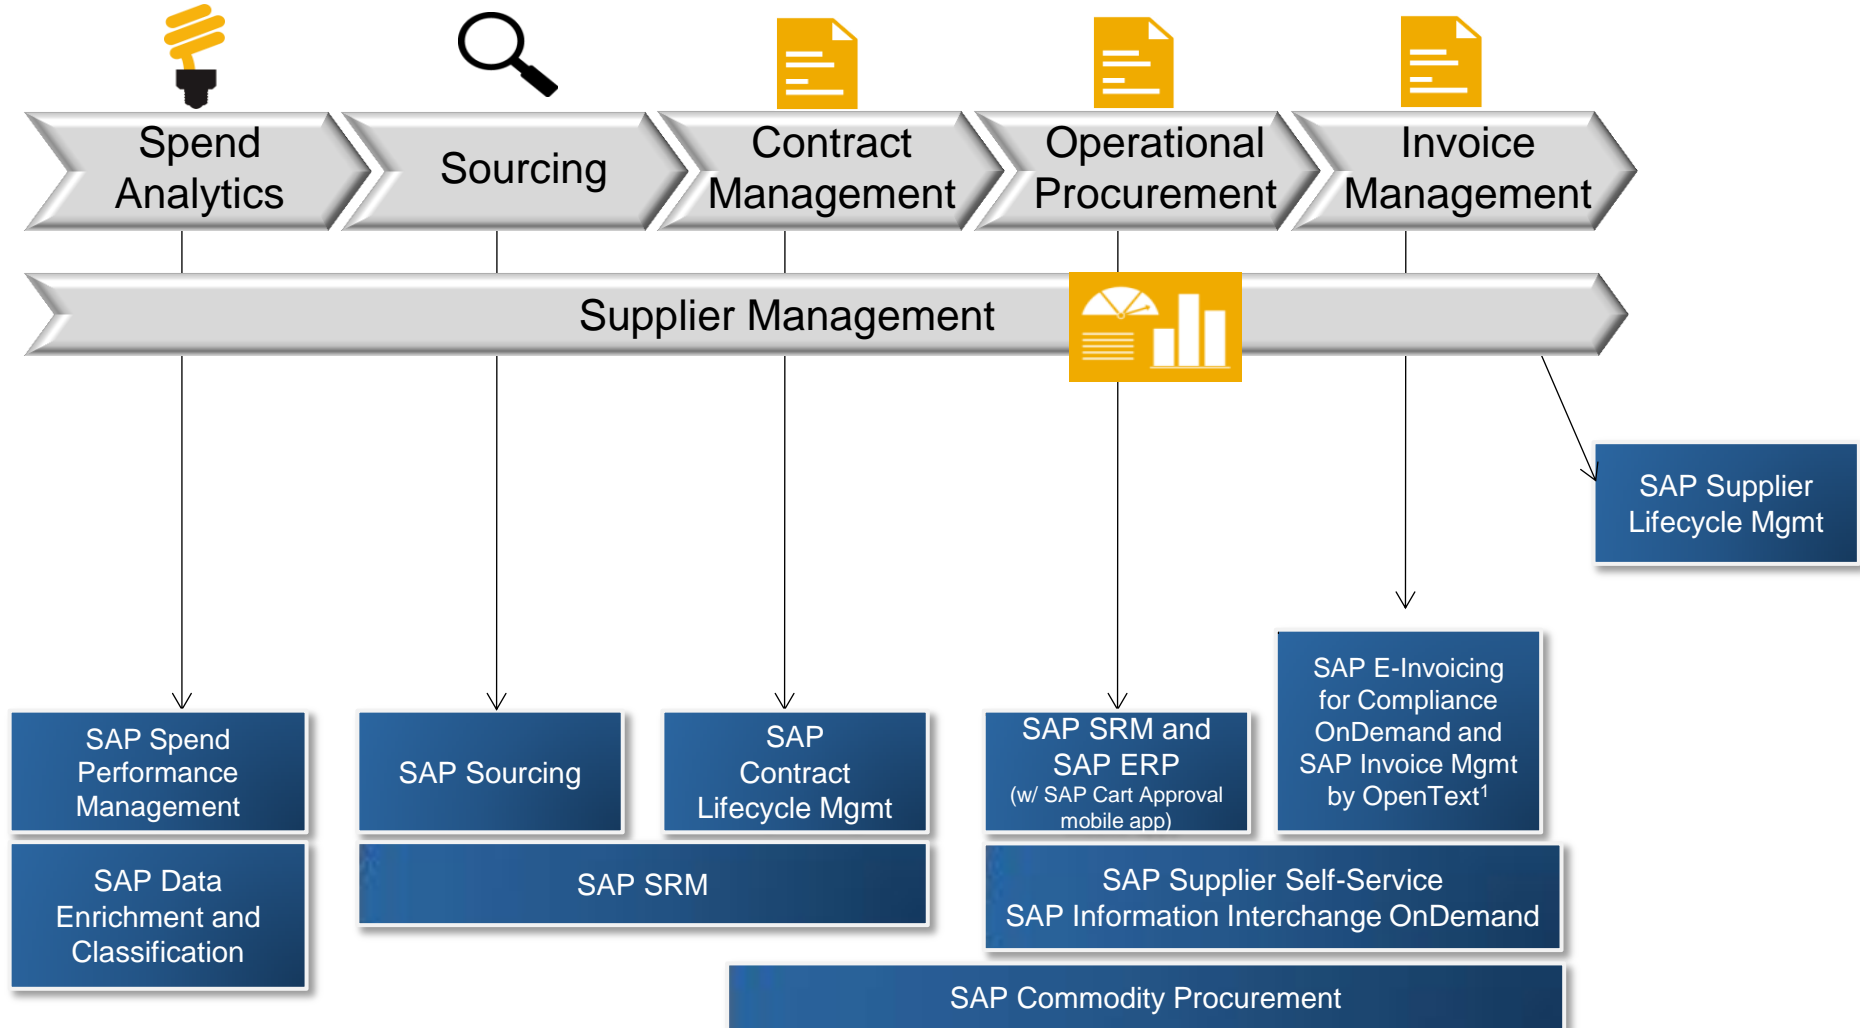 Spend
Analytics
Sourcing
Contract
Management
Operational
Procurement
Invoice
Management
Supplier Management
SAP Supplier
Lifecycle Mgmt
SAP Spend
Performance
Management
SAP Sourcing
SAP
Contract
Lifecycle Mgmt
SAP SRM and
SAP ERP
(w/ SAP Cart Approval
mobile app)
SAP E-Invoicing
for Compliance
OnDemand and
SAP Invoice Mgmt
by OpenText¹
SAP Data
Enrichment and
Classification
SAP SRM
SAP Supplier Self-Service
SAP Information Interchange OnDemand
SAP Commodity Procurement